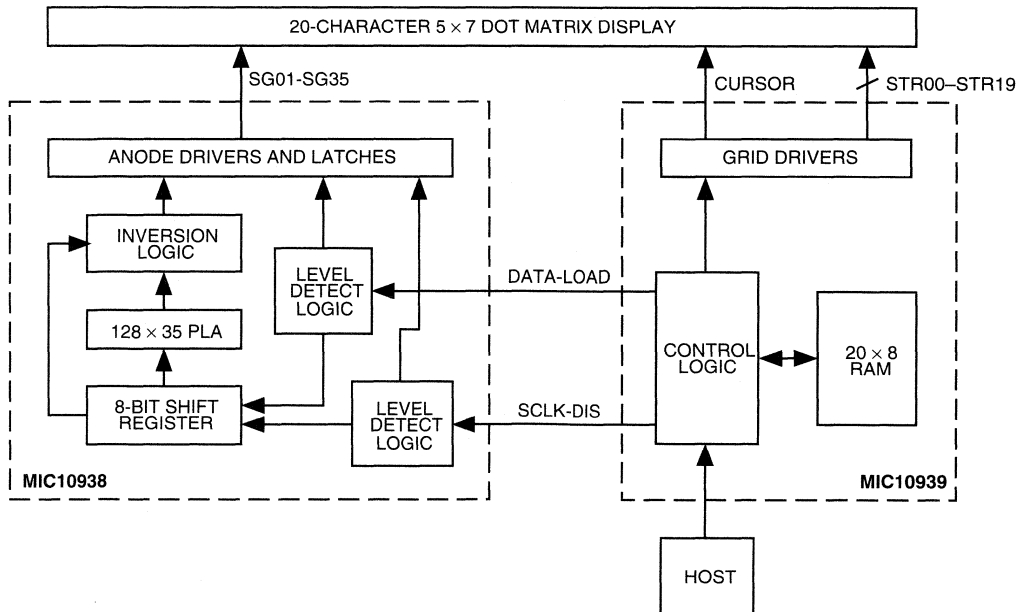 20-CHARACTER 5 × 7 DOT MATRIX DISPLAY
SG01-SG35
CURSOR
STR00–STR19
ANODE DRIVERS AND LATCHES
GRID DRIVERS
INVERSION
LOGIC
LEVEL
DETECT
LOGIC
DATA-LOAD
128 × 35 PLA
CONTROL
LOGIC
20 × 8
RAM
8-BIT SHIFT
REGISTER
LEVEL
DETECT
LOGIC
SCLK-DIS
MIC10938
MIC10939
HOST